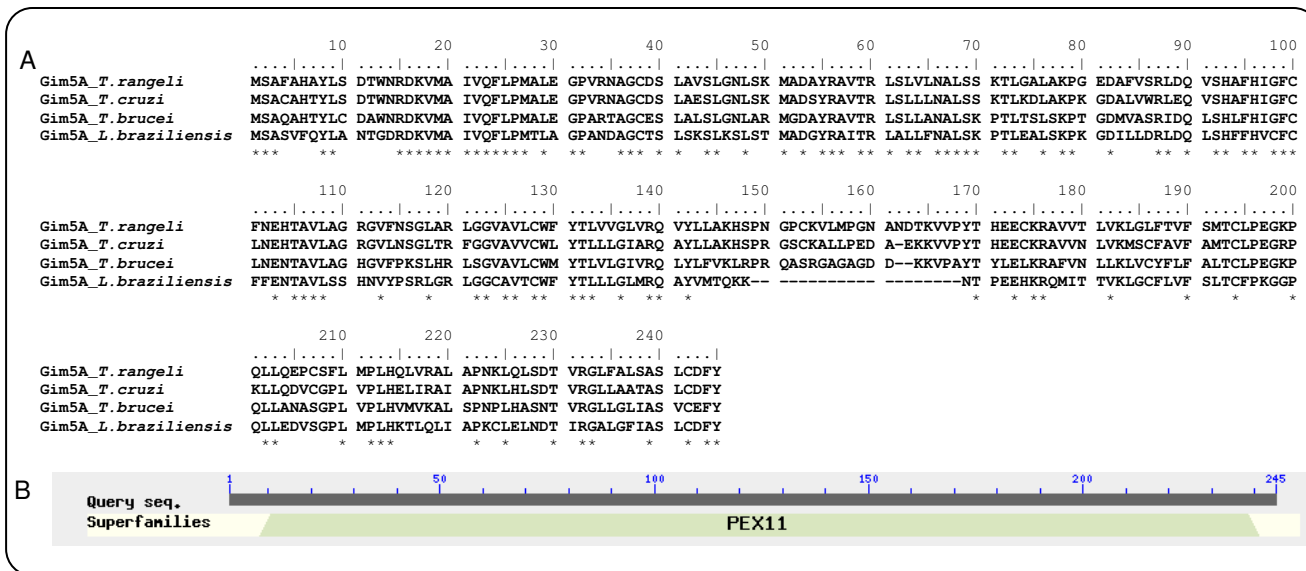 A
10 20 30 40 50 60 70 80 90 100
....|....| ....|....| ....|....| ....|....| ....|....| ....|....| ....|....| ....|....| ....|....| ....|....|
Gim5A_T.rangeli MSAFAHAYLS DTWNRDKVMA IVQFLPMALE GPVRNAGCDS LAVSLGNLSK MADAYRAVTR LSLVLNALSS KTLGALAKPG EDAFVSRLDQ VSHAFHIGFC
Gim5A_T.cruzi MSACAHTYLS DTWNRDKVMA IVQFLPMALE GPVRNAGCDS LAESLGNLSK MADSYRAVTR LSLLLNALSS KTLKDLAKPK GDALVWRLEQ VSHAFHIGFC
Gim5A_T.brucei MSAQAHTYLC DAWNRDKVMA IVQFLPMALE GPARTAGCES LALSLGNLAR MGDAYRAVTR LSLLANALSK PTLTSLSKPT GDMVASRIDQ LSHAFHIGFC
Gim5A_L.braziliensis MSASVFQYLA NTGDRDKVMA IVQFLPMTLA GPANDAGCTS LSKSLKSLST MADGYRAITR LALLFNALSK PTLEALSKPK GDILLDRLDQ LSHFFHVCFC
*** ** ***** ****** * ** *** * * ** * * * *** * * ** ***** ** * ** * ** * ** ** ***
110 120 130 140 150 160 170 180 190 200
....|....| ....|....| ....|....| ....|....| ....|....| ....|....| ....|....| ....|....| ....|....| ....|....|
Gim5A_T.rangeli FNEHTAVLAG RGVFNSGLAR LGGVAVLCWF YTLVVGLVRQ VYLLAKHSPN GPCKVLMPGN ANDTKVVPYT HEECKRAVVT LVKLGLFTVF SMTCLPEGKP
Gim5A_T.cruzi LNEHTAVLAG RGVLNSGLTR FGGVAVVCWL YTLLLGIARQ AYLLAKHSPR GSCKALLPEDA A-EKKVVPYT HEECKRAVVN LVKMSCFAVF AMTCLPEGRP
Gim5A_T.brucei LNENTAVLAG HGVFPKSLHR LSGVAVLCWM YTLLVGIVRQ LYLFVKLRPR QASRGAGAGD D--KKVPAYT TYLELKRAFVN LLKLVCYFLF ALTCLPEGKP
Gim5A_L.braziliensis FFENTAVLSS HNVYPSRLGR LGGCAVTCWF YTLLLGLMRQ AYVMTQKK-- ---------- --------NT PEEHKRQMIT TVKLGCFLVF SLTCFPKGGP
* **** * * ** ** ** *** * ** * * * ** * * * *
210 220 230 240
....|....| ....|....| ....|....| ....|....| ....|
Gim5A_T.rangeli QLLQEPCSFL MPLHQLVRAL APNKLQLSDT VRGLFALSAS LCDFY
Gim5A_T.cruzi KLLQDVCGPL VPLHELIRAI APNKLHLSDT VRGLLAATAS LCDFY
Gim5A_T.brucei QLLANASGPL VPLHVMVKAL SPNPLHASNT VRGLLGLIAS VCEFY
Gim5A_L.braziliensis QLLEDVSGPL MPLHKTLQLI APKCLELNDT IRGALGFIAS LCDFY
** * *** * * * ** * * **
B
1 50 100 150 200 245
Query seq.
Superfamilies PEX11